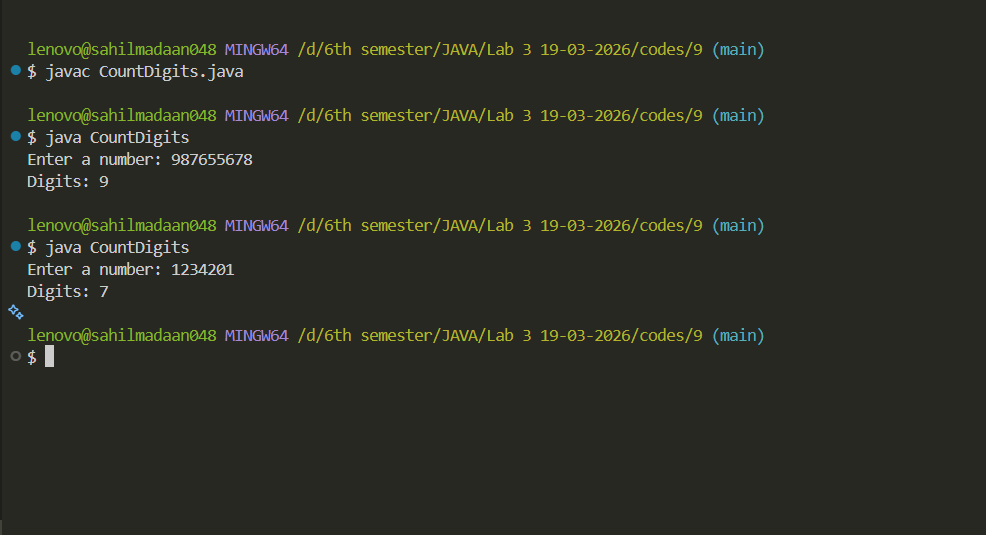 lenovo@sahilmadaan048 MINGW64 /d/6th semester/JAVA/Lab 3 19-03-2026/codes/9 (main)
$ javac CountDigits.java
lenovo@sahilmadaan048 MINGW64 /d/6th semester/JAVA/Lab 3 19-03-2026/codes/9 (main)
$ java CountDigits
Enter a number: 987655678
Digits: 9
lenovo@sahilmadaan048 MINGW64 /d/6th semester/JAVA/Lab 3 19-03-2026/codes/9 (main)
$ java CountDigits
Enter a number: 1234201
Digits: 7
lenovo@sahilmadaan048 MINGW64 /d/6th semester/JAVA/Lab 3 19-03-2026/codes/9 (main)
$